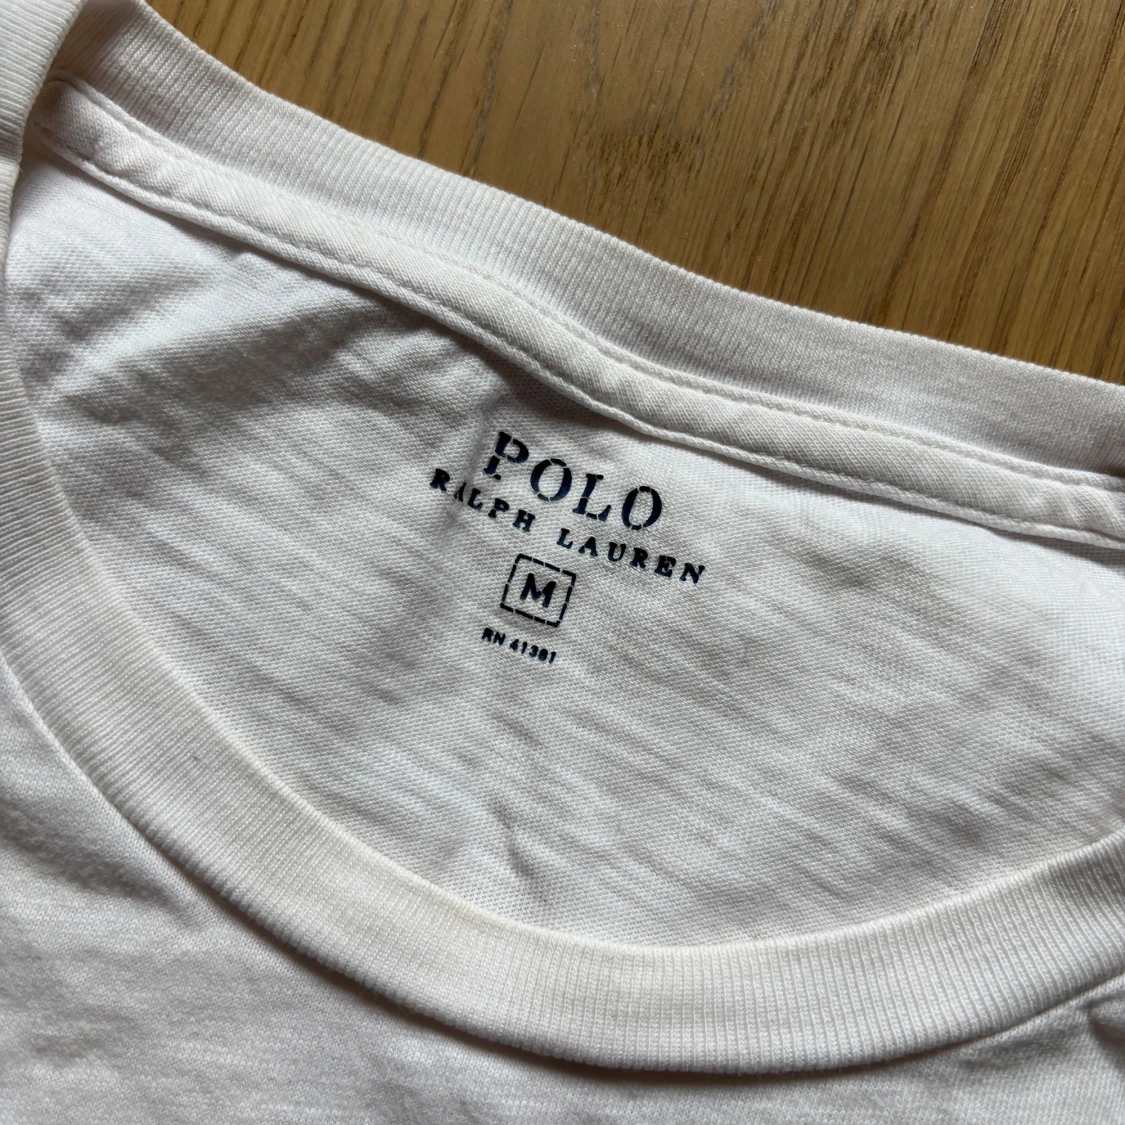 POLO
RALPH LAUREN
M
RN 41381